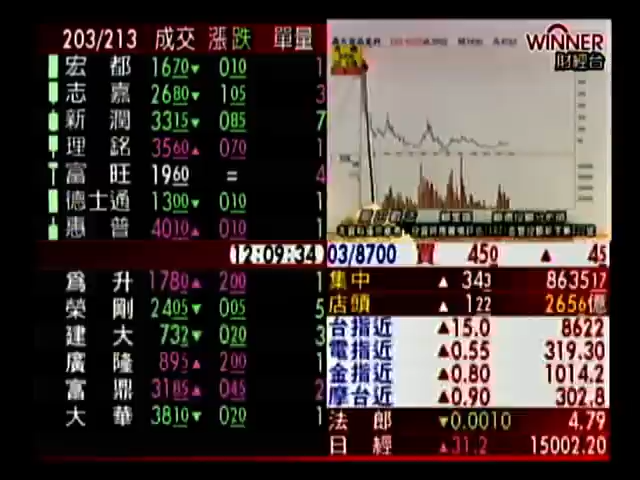 203/213 成交 漲跌 單量
WINNER
財經台
宏都 1670▼ 010 1
志嘉 2680▼ 105 3
新潤 3315▼ 085 7
理銘 3560▲ 070 1
富旺 1960 = 4
德士通 1300▼ 010 1
惠普 4010▲ 010 1
12:09:34 03/8700 買 450 ▲ 45
為升 1780▲ 200 1
榮剛 2405▼ 005 5
建大 732▼ 020 3
廣隆 895▲ 200 1
富鼎 3185▲ 045 2
大華 3810▼ 020 1
集中 ▲ 343 863517
店頭 ▲ 122 2656億
台指近 ▲15.0 8622
電指近 ▲0.55 319.30
金指近 ▲0.80 1014.2
摩台近 ▲0.90 302.8
法郎 ▼0.0010 4.79
日經 ▲31.2 15002.20